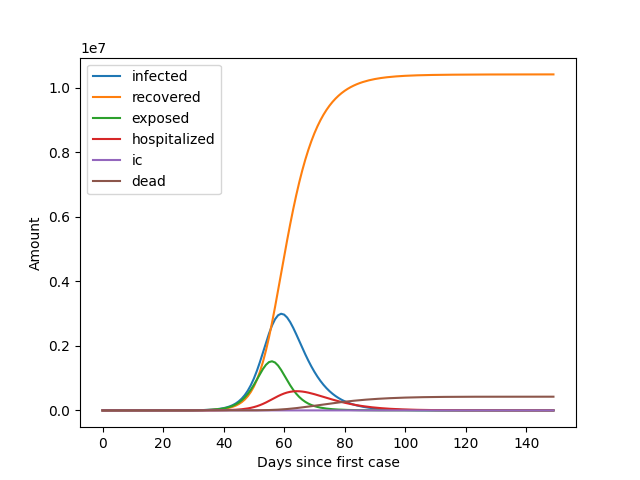 1e7
infected
recovered
exposed
hospitalized
ic
dead
1.0
0.8
0.6
0.4
0.2
0.0
Amount
0 20 40 60 80 100 120 140
Days since first case